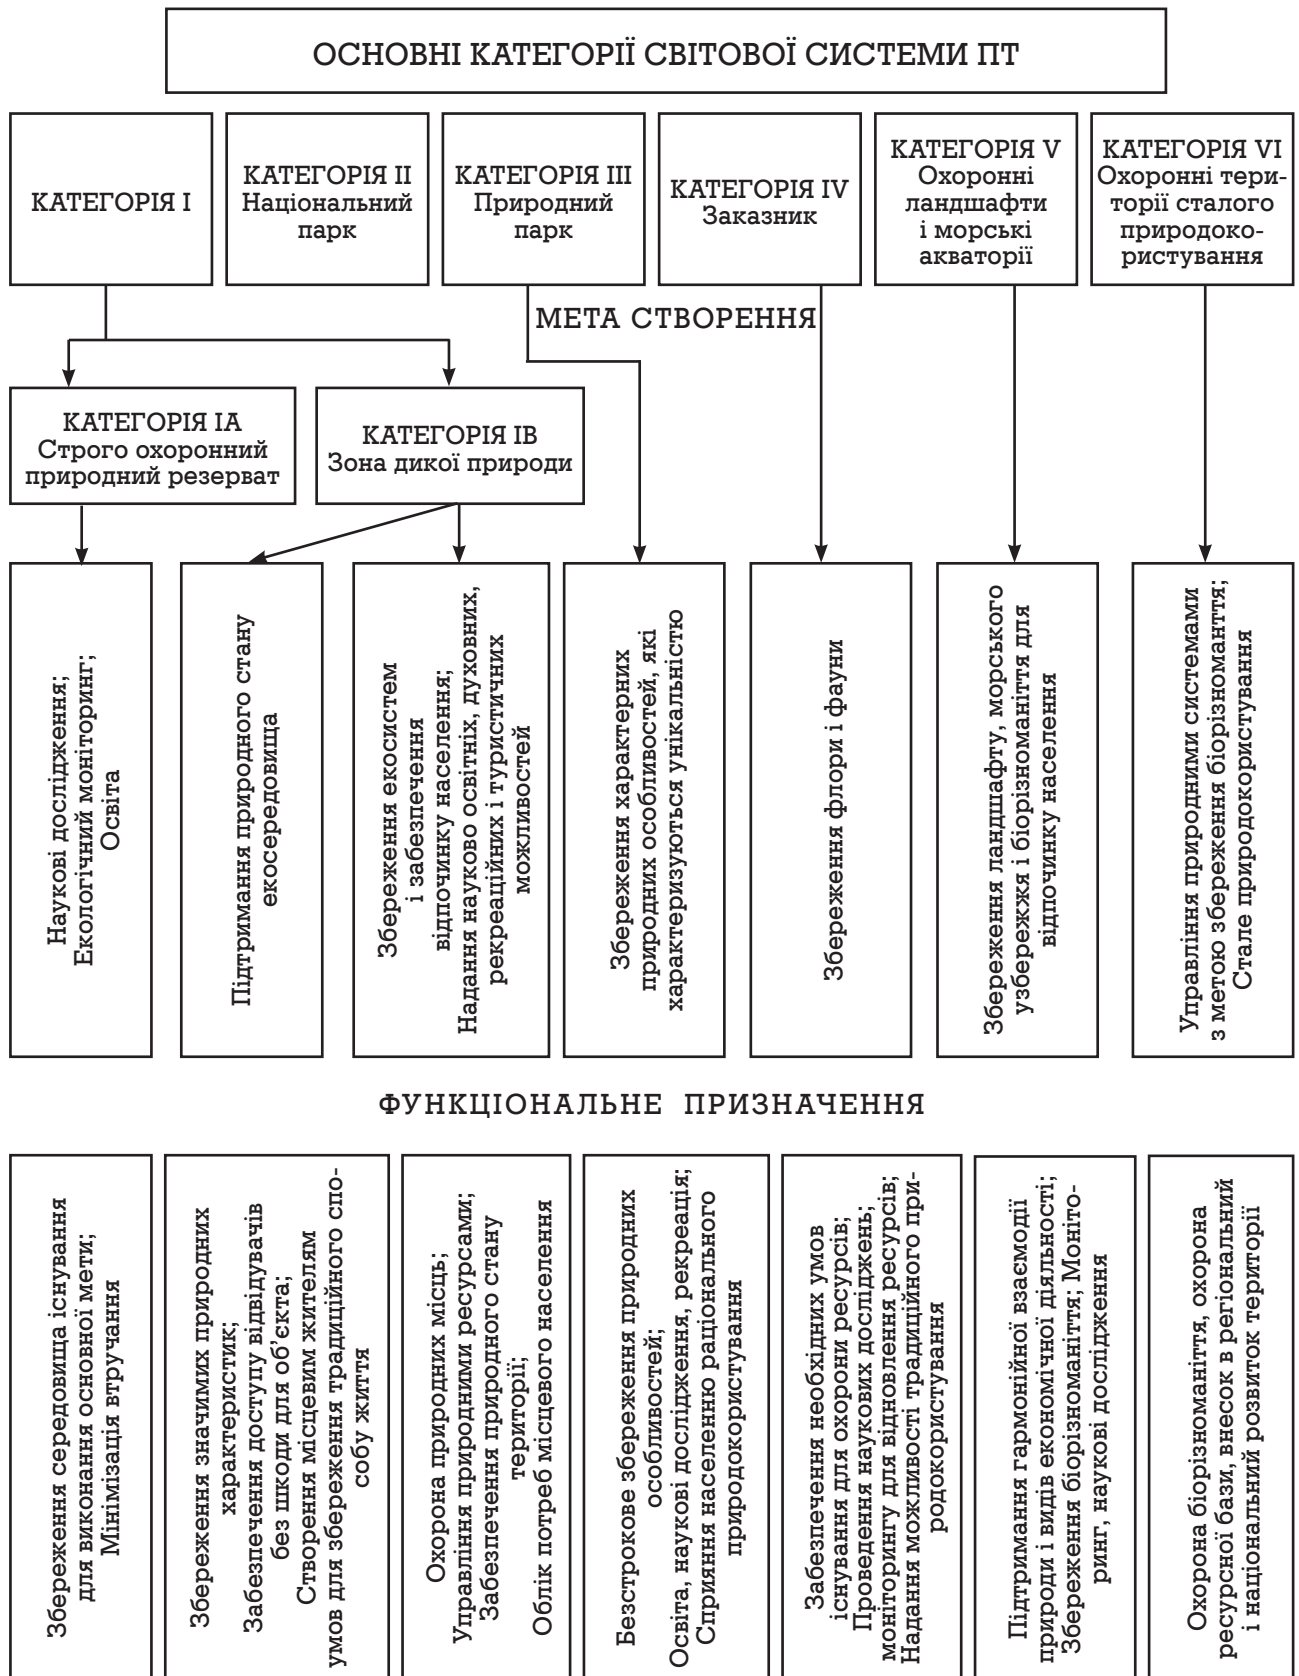 ОСНОВНІ КАТЕГОРІЇ СВІТОВОЇ СИСТЕМИ ПТ
КАТЕГОРІЯ І
КАТЕГОРІЯ ІІ
Національний
парк
КАТЕГОРІЯ ІІІ
Природний
парк
КАТЕГОРІЯ IV
Заказник
КАТЕГОРІЯ V
Охоронні
ландшафти
і морські
акваторії
КАТЕГОРІЯ VI
Охоронні тери-
торії сталого
природоко-
ристування
МЕТА СТВОРЕННЯ
КАТЕГОРІЯ ІА
Строго охоронний
природний резерват
КАТЕГОРІЯ ІВ
Зона дикої природи
Наукові дослідження;
Екологічний моніторинг;
Освіта
Підтримання природного стану
екосередовища
Збереження екосистем
і забезпечення
відпочинку населення;
Надання науково освітніх, духовних,
рекреаційних і туристичних
можливостей
Збереження характерних
природних особливостей, які
характеризуються унікальністю
Збереження флори і фауни
Збереження ландшафту, морського
узбережжя і біорізноманіття для
відпочинку населення
Управління природними системами
з метою збереження біорізноманття;
Стале природокористування
ФУНКЦІОНАЛЬНЕ ПРИЗНАЧЕННЯ
Збереження середовища існування
для виконання основної мети;
Мінімізація втручання
Збереження значимих природних
характеристик;
Забезпечення доступу відвідувачів
без шкоди для об’єкта;
Створення місцевим жителям
умов для збереження традиційного спо-
собу життя
Охорона природних місць;
Управління природними ресурсами;
Забезпечення природного стану
території;
Облік потреб місцевого населення
Безстрокове збереження природних
особливостей;
Освіта, наукові дослідження, рекреація;
Сприяння населенню раціонального
природокористування
Забезпечення необхідних умов
існування для охорони ресурсів;
Проведення наукових досліджень;
моніторингу для відновлення ресурсів;
Надання можливості традиційного при-
родокористування
Підтримання гармонійної взаємодії
природи і видів економічної діяльності;
Збереження біорізноманіття; Моніто-
ринг, наукові дослідження
Охорона біорізноманіття, охорона
ресурсної бази, внесок в регіональний
і національний розвиток території